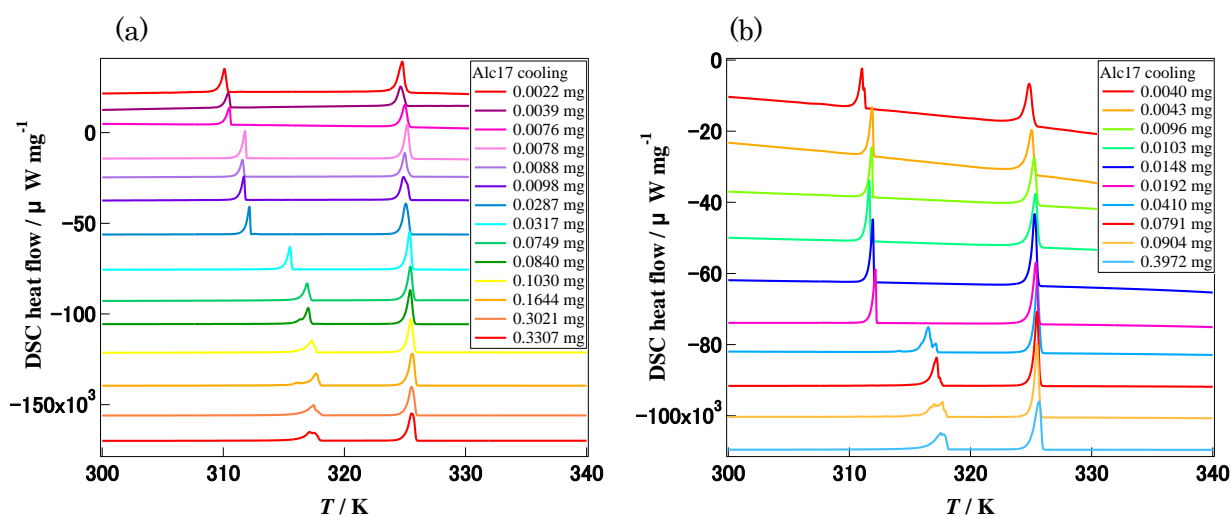 (a)
DSC heat flow / μ W mg-1
0
−50
−100
−150x10³
300
310
320
330
340
T / K
Alc17 cooling
0.0022 mg
0.0039 mg
0.0076 mg
0.0078 mg
0.0088 mg
0.0098 mg
0.0287 mg
0.0317 mg
0.0749 mg
0.0840 mg
0.1030 mg
0.1644 mg
0.3021 mg
0.3307 mg
(b)
DSC heat flow / μ W mg-1
0
−20
−40
−60
−80
−100x10³
300
310
320
330
340
T / K
Alc17 cooling
0.0040 mg
0.0043 mg
0.0096 mg
0.0103 mg
0.0148 mg
0.0192 mg
0.0410 mg
0.0791 mg
0.0904 mg
0.3972 mg